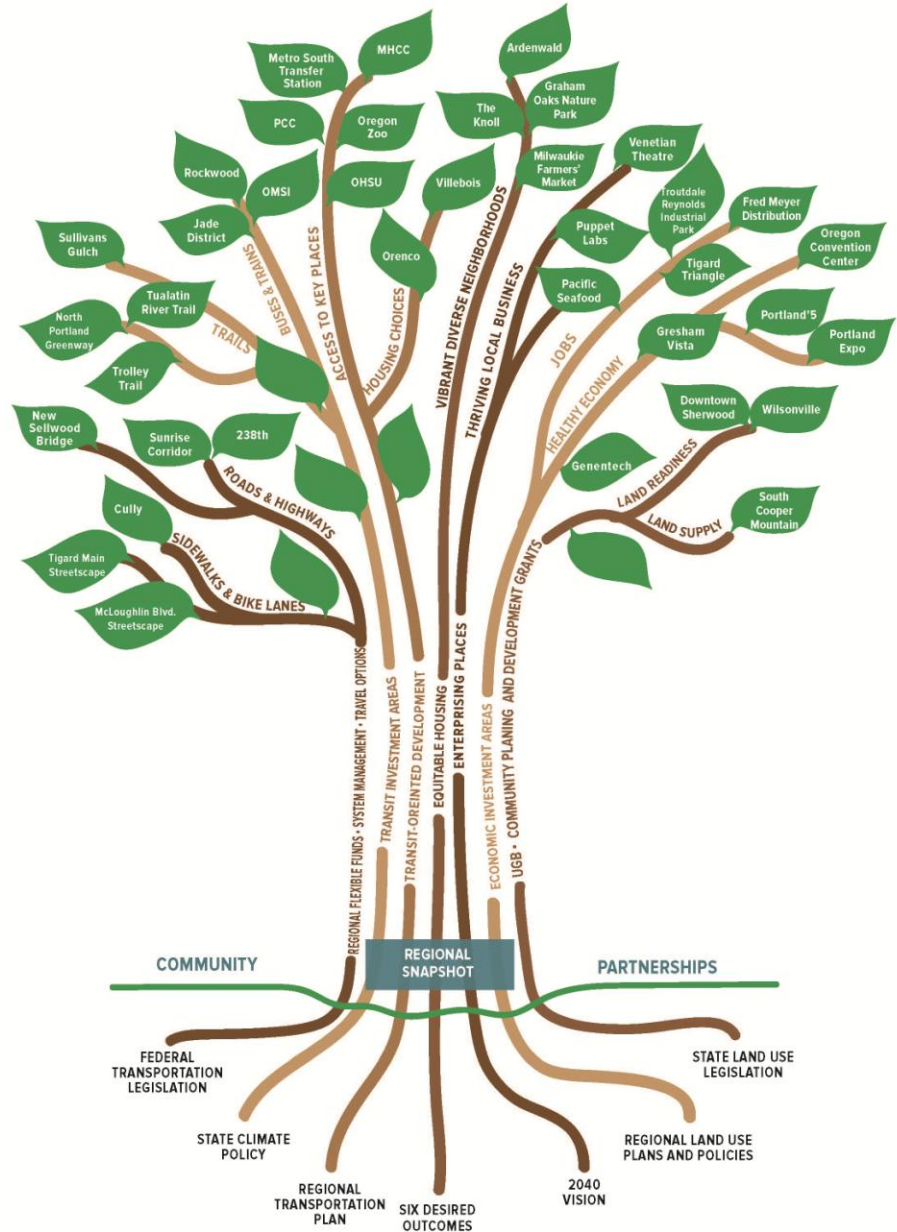 MHCC
Metro South
Transfer
Station
PCC
Oregon
Zoo
OHSU
Rockwood
OMSI
Jade
District
Villebois
Orenco
Ardenwald
Graham
Oaks Nature
Park
The
Knoll
Milwaukie
Farmers'
Market
Venetian
Theatre
Puppet
Labs
Pacific
Seafood
Troutdale
Reynolds
Industrial
Park
Fred Meyer
Distribution
Tigard
Triangle
Oregon
Convention
Center
Gresham
Vista
Portland'5
Portland
Expo
Sullivans
Gulch
Tualatin
River Trail
North
Portland
Greenway
Trolley
Trail
New
Sellwood
Bridge
Sunrise
Corridor
238th
Cully
Tigard Main
Streetscape
McLoughlin Blvd.
Streetscape
Genentech
Downtown
Sherwood
Wilsonville
South
Cooper
Mountain
TRAILS
BUSES & TRAINS
ACCESS TO KEY PLACES
HOUSING CHOICES
VIBRANT DIVERSE NEIGHBORHOODS
THRIVING LOCAL BUSINESS
JOBS
HEALTHY ECONOMY
LAND READINESS
LAND SUPPLY
ROADS & HIGHWAYS
SIDEWALKS & BIKE LANES
REGIONAL FLEXIBLE FUNDS • SYSTEM MANAGEMENT • TRAVEL OPTIONS
TRANSIT INVESTMENT AREAS
TRANSIT-OREINTED DEVELOPMENT
EQUITABLE HOUSING
ENTERPRISING PLACES
ECONOMIC INVESTMENT AREAS
UGB • COMMUNITY PLANING AND DEVELOPMENT GRANTS
COMMUNITY
REGIONAL
SNAPSHOT
PARTNERSHIPS
FEDERAL
TRANSPORTATION
LEGISLATION
STATE CLIMATE
POLICY
REGIONAL
TRANSPORTATION
PLAN
SIX DESIRED
OUTCOMES
2040
VISION
REGIONAL LAND USE
PLANS AND POLICIES
STATE LAND USE
LEGISLATION